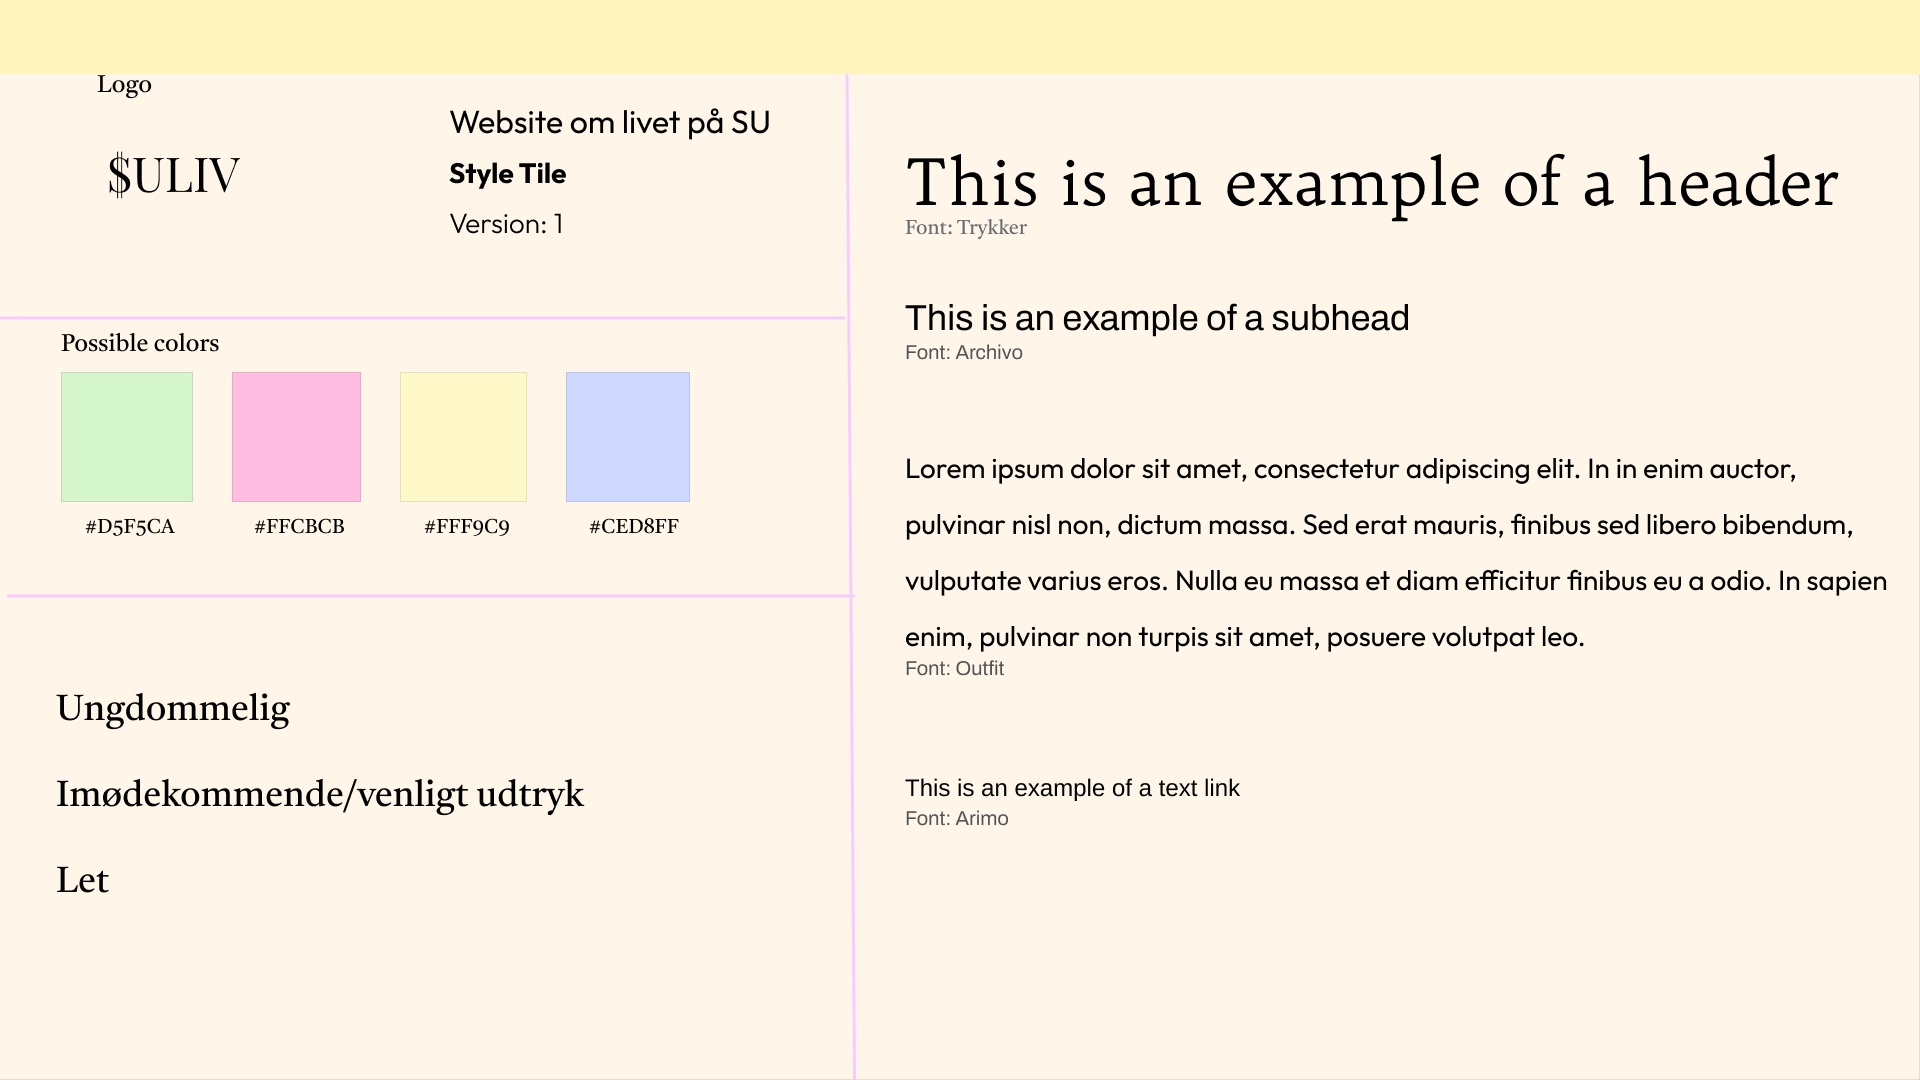 Logo
$ULIV
Website om livet på SU
Style Tile
Version: 1
Possible colors
#D5F5CA
#FFCBCB
#FFF9C9
#CED8FF
Ungdommelig
Imødekommende/venligt udtryk
Let
This is an example of a header
Font: Trykker
This is an example of a subhead
Font: Archivo
Lorem ipsum dolor sit amet, consectetur adipiscing elit. In in enim auctor,
pulvinar nisl non, dictum massa. Sed erat mauris, finibus sed libero bibendum,
vulputate varius eros. Nulla eu massa et diam efficitur finibus eu a odio. In sapien
enim, pulvinar non turpis sit amet, posuere volutpat leo.
Font: Outfit
This is an example of a text link
Font: Arimo